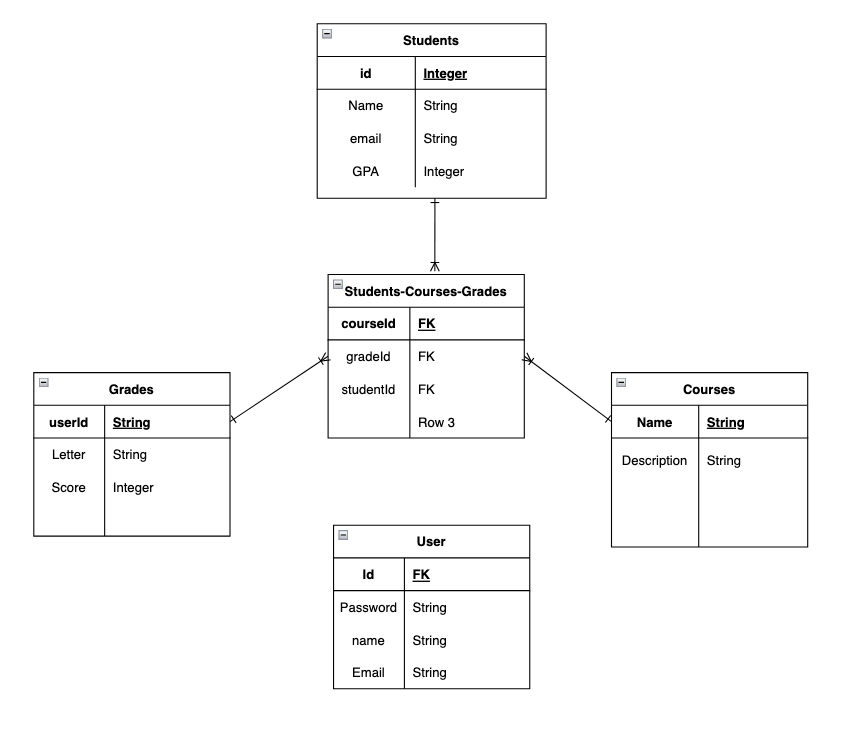 Students
id Integer
Name String
email String
GPA Integer
Students-Courses-Grades
courseId FK
gradeId FK
studentId FK
Row 3
Grades
userId String
Letter String
Score Integer
Courses
Name String
Description String
User
Id FK
Password String
name String
Email String